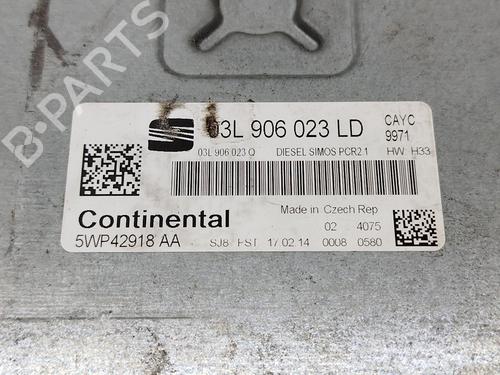 B-PARTS
03L 906 023 LD
CAYC
9971
03L 906 023 Q DIESEL SIMOS PCR2.1 HW H33
Continental
Made in Czech Rep
02 4075
5WP42918 AA SJ8 FST 17 02 14 0008 0580